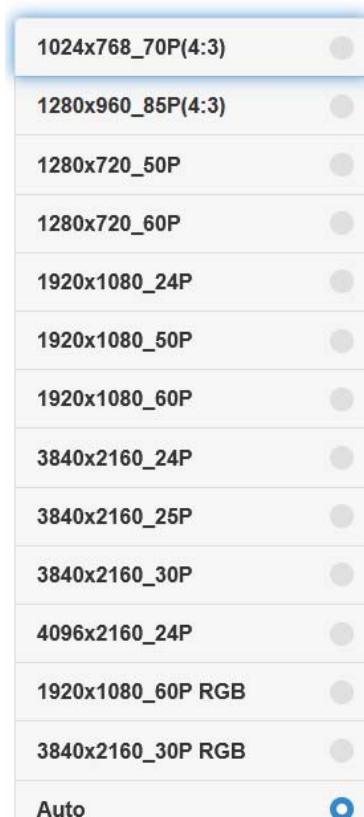 1024x768_70P(4:3)
1280x960_85P(4:3)
1280x720_50P
1280x720_60P
1920x1080_24P
1920x1080_50P
1920x1080_60P
3840x2160_24P
3840x2160_25P
3840x2160_30P
4096x2160_24P
1920x1080_60P RGB
3840x2160_30P RGB
Auto